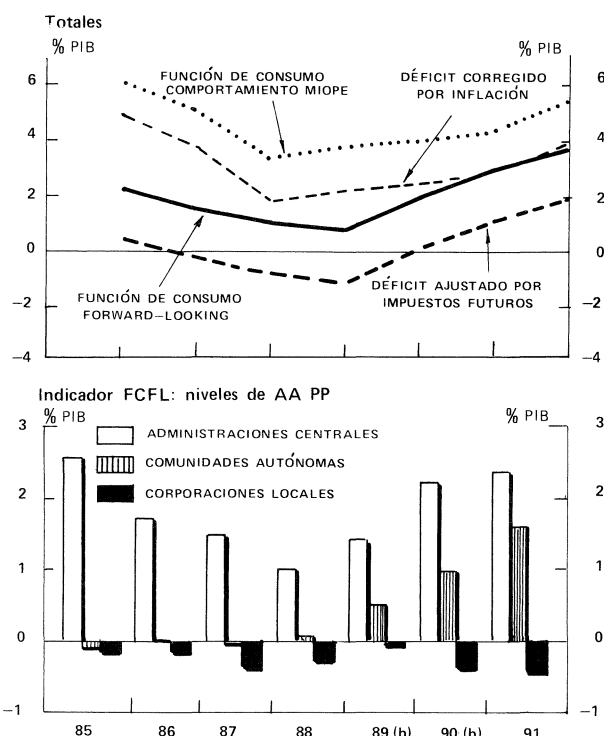 Totales
% PIB % PIB
FUNCIÓN DE CONSUMO
COMPORTAMIENTO MIOPE
DÉFICIT CORREGIDO
POR INFLACIÓN
6 6
4 4
2 2
0 0
−2 −2
−4 −4
FUNCIÓN DE CONSUMO
FORWARD−LOOKING
DÉFICIT AJUSTADO POR
IMPUESTOS FUTUROS
Indicador FCFL: niveles de AA PP
% PIB % PIB
3 3
ADMINISTRACIONES CENTRALES
COMUNIDADES AUTÓNOMAS
CORPORACIONES LOCALES
2 2
1 1
0 0
−1 −1
85 86 87 88 89 (b) 90 (b) 91